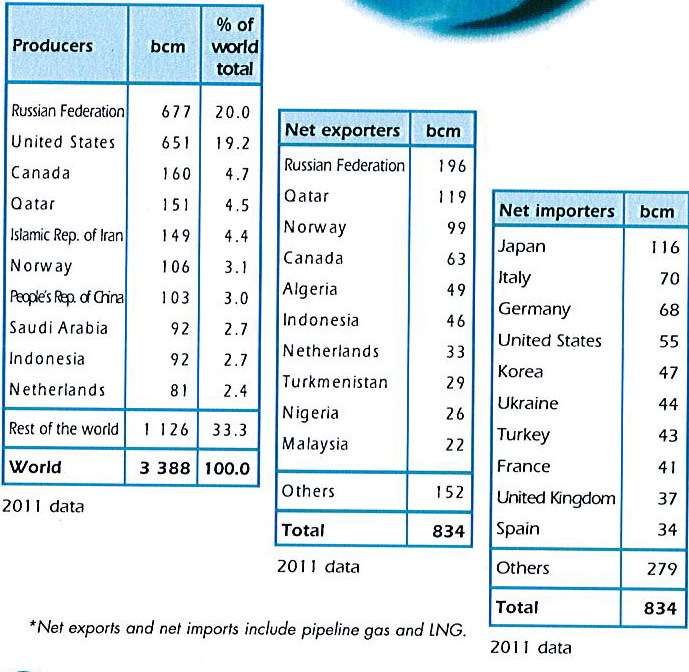 Producers bcm % of world total
Russian Federation 677 20.0
United States 651 19.2
Canada 160 4.7
Qatar 151 4.5
Islamic Rep. of Iran 149 4.4
Norway 106 3.1
People's Rep. of China 103 3.0
Saudi Arabia 92 2.7
Indonesia 92 2.7
Netherlands 81 2.4
Rest of the world 1 126 33.3
World 3 388 100.0
2011 data
Net exporters bcm
Russian Federation 196
Qatar 119
Norway 99
Canada 63
Algeria 49
Indonesia 46
Netherlands 33
Turkmenistan 29
Nigeria 26
Malaysia 22
Others 152
Total 834
2011 data
Net importers bcm
Japan 116
Italy 70
Germany 68
United States 55
Korea 47
Ukraine 44
Turkey 43
France 41
United Kingdom 37
Spain 34
Others 279
Total 834
2011 data
*Net exports and net imports include pipeline gas and LNG.